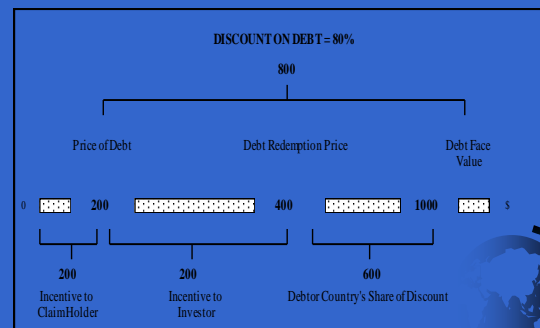 DISCOUNT ON DEBT = 80%
800
Price of Debt Debt Redemption Price Debt Face
Value
0 200 400 1000 $
200 200 600
Incentive to Incentive to Debtor Country's Share of Discount
ClaimHolder Investor